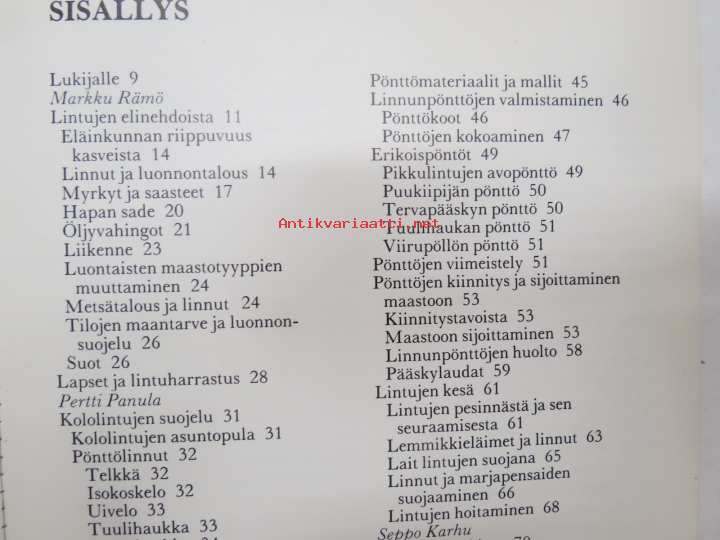 SISÄLLYS
Lukijalle 9
Markku Rämö
Lintujen elinehdoista 11
Eläinkunnan riippuvuus
kasveista 14
Linnut ja luonnontalous 14
Myrkyt ja saasteet 17
Hapan sade 20
Öljyvahingot 21
Liikenne 23
Luontaisten maastotyyppien
muuttaminen 24
Metsätalous ja linnut 24
Tilojen maantarve ja luonnon-
suojelu 26
Suot 26
Lapset ja lintuharrastus 28
Pertti Panula
Kololintujen suojelu 31
Kololintujen asuntopula 31
Pönttölinnut 32
Telkkä 32
Isokoskelo 32
Uivelo 33
Tuulihaukka 33
Pönttömateriaalit ja mallit 45
Linnunpönttöjen valmistaminen 46
Pönttökoot 46
Pönttöjen kokoaminen 47
Erikoispöntöt 49
Pikkulintujen avopönttö 49
Puukiipijän pönttö 50
Tervapääskyn pönttö 50
Tuulihaukan pönttö 51
Viirupöllön pönttö 51
Pönttöjen viimeistely 51
Pönttöjen kiinnitys ja sijoittaminen
maastoon 53
Kiinnitystavoista 53
Maastoon sijoittaminen 53
Linnunpönttöjen huolto 58
Pääskylaudat 59
Lintujen kesä 61
Lintujen pesinnästä ja sen
seuraamisesta 61
Lemmikkieläimet ja linnut 63
Lait lintujen suojana 65
Linnut ja marjapensaiden
suojaaminen 66
Lintujen hoitaminen 68
Seppo Karhu
Antikvariaatti.net